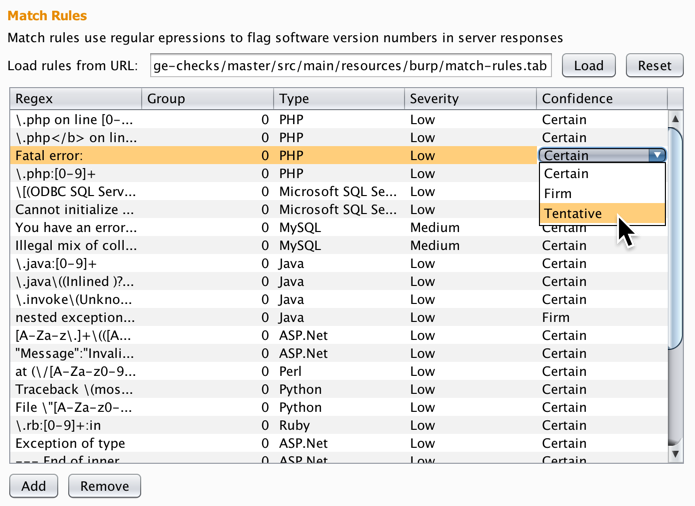 Match Rules
Match rules use regular epressions to flag software version numbers in server responses
Load rules from URL: ge-checks/master/src/main/resources/burp/match-rules.tab Load Reset
Regex Group Type Severity Confidence
\.php on line [0-... 0 PHP Low Certain
\.php</b> on lin... 0 PHP Low Certain
Fatal error: 0 PHP Low Certain
\.php:[0-9]+ 0 PHP Low Certain
\[(ODBC SQL Serv... 0 Microsoft SQL Se... Low Firm
Cannot initialize ... 0 Microsoft SQL Se... Low Tentative
You have an error... 0 MySQL Medium Certain
Illegal mix of coll... 0 MySQL Medium Certain
\.java:[0-9]+ 0 Java Low Certain
\.java\((Inlined )?... 0 Java Low Certain
\.invoke\(Unkno... 0 Java Low Certain
nested exception... 0 Java Low Firm
[A-Za-z\.]+\(([A... 0 ASP.Net Low Certain
"Message":"Invali... 0 ASP.Net Low Certain
at (\/[A-Za-z0-9... 0 Perl Low Certain
Traceback \(mos... 0 Python Low Certain
File \"[A-Za-z0-... 0 Python Low Certain
\.rb:[0-9]+:in 0 Ruby Low Certain
Exception of type 0 ASP.Net Low Certain
--- End of inner 0 ASP.Net Low Certain
Add Remove